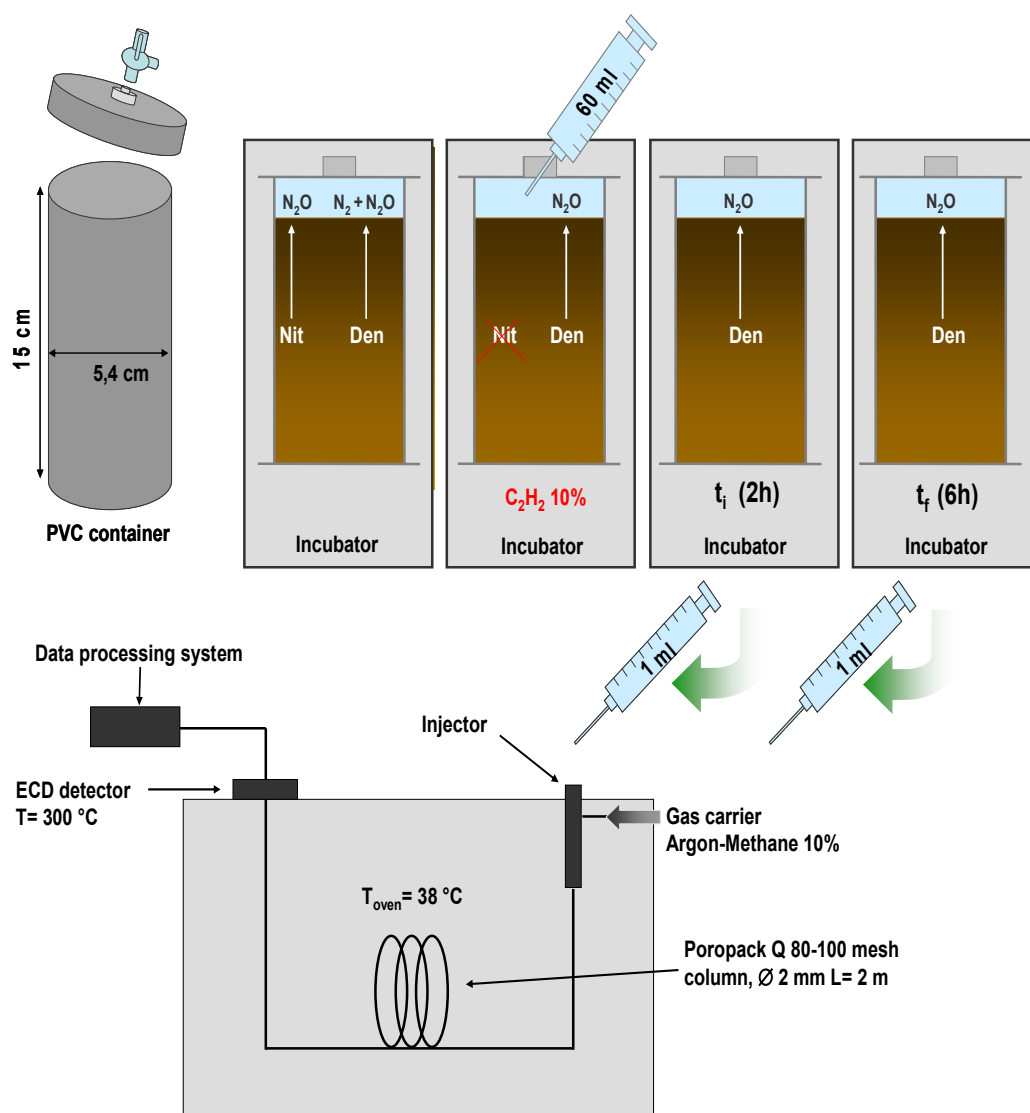 15 cm
5,4 cm
PVC container
N₂O N₂ + N₂O
Nit Den
Incubator
60 ml
N₂O
Nit Den
C₂H₂ 10%
Incubator
N₂O
Den
tᵢ (2h)
Incubator
N₂O
Den
t_f (6h)
Incubator
1 ml
1 ml
Data processing system
ECD detector
T= 300 °C
Injector
Gas carrier
Argon-Methane 10%
T_oven= 38 °C
Poropack Q 80-100 mesh
column, Ø 2 mm L= 2 m